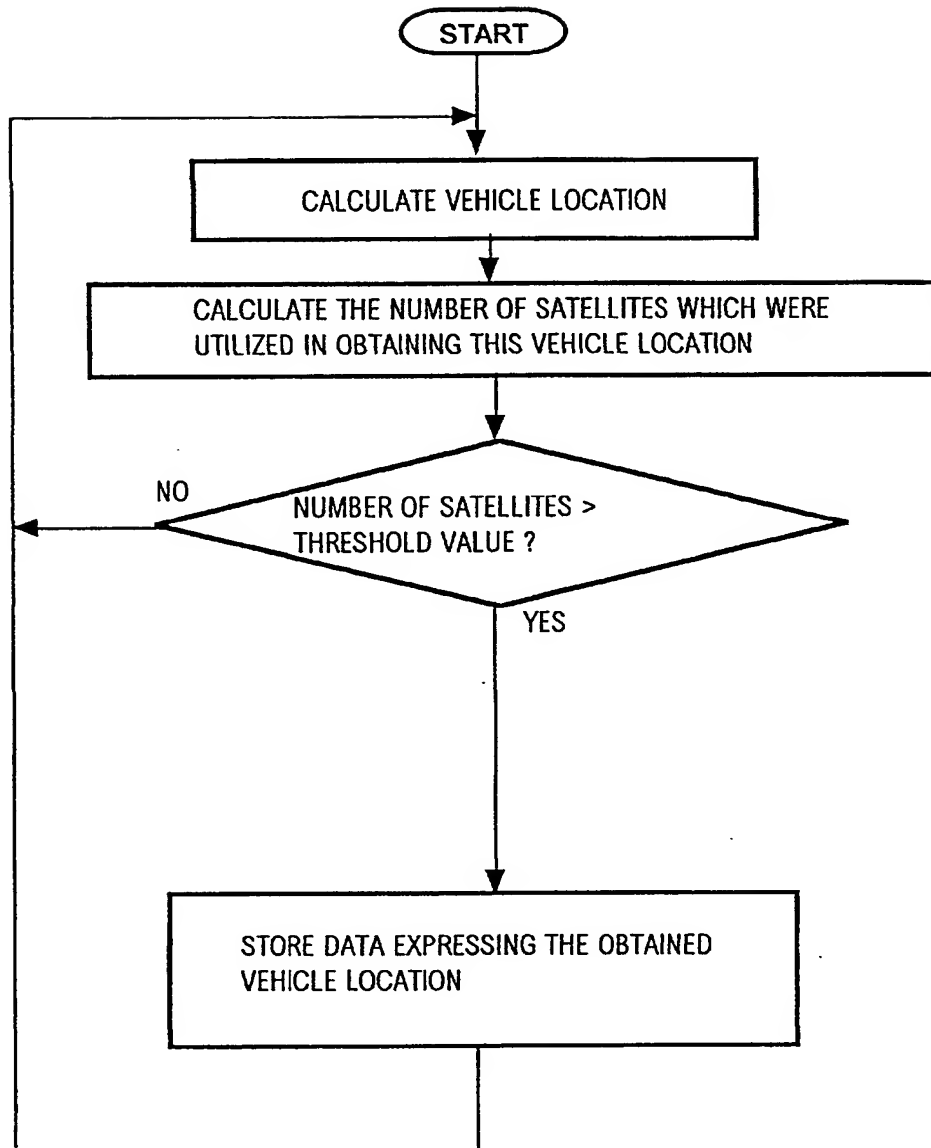 START
CALCULATE VEHICLE LOCATION
CALCULATE THE NUMBER OF SATELLITES WHICH WERE
UTILIZED IN OBTAINING THIS VEHICLE LOCATION
NO
NUMBER OF SATELLITES >
THRESHOLD VALUE ?
YES
STORE DATA EXPRESSING THE OBTAINED
VEHICLE LOCATION